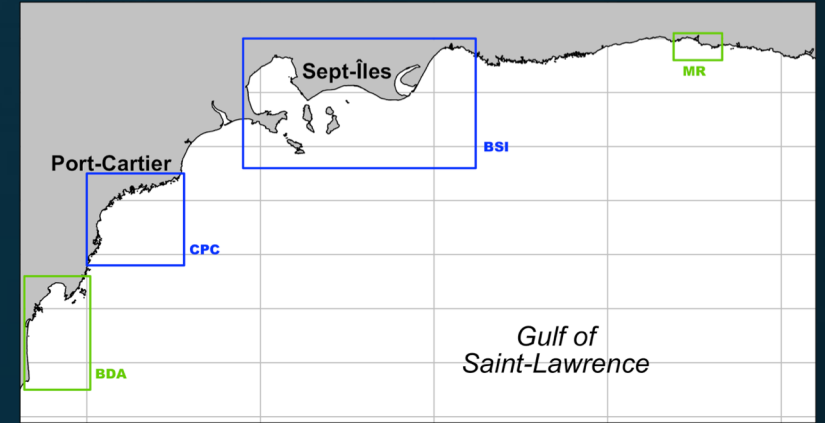 Sept-Îles
MR
BSI
Port-Cartier
CPC
Gulf of
Saint-Lawrence
BDA